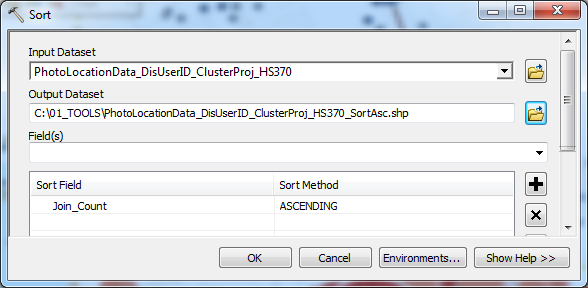 Sort
Input Dataset
PhotoLocationData_DisUserID_ClusterProj_HS370
Output Dataset
C:\01_TOOLS\PhotoLocationData_DisUserID_ClusterProj_HS370_SortAsc.shp
Field(s)
Sort Field Sort Method
Join_Count ASCENDING
OK Cancel Environments... Show Help >>